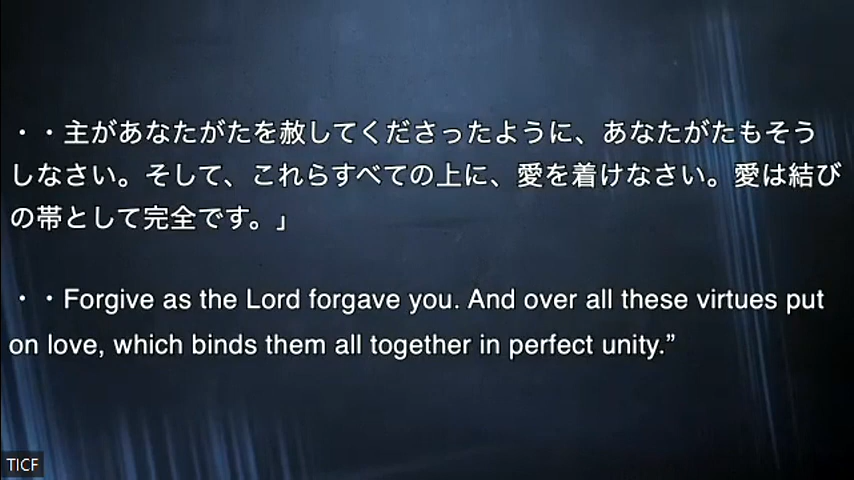 ・・主があなたがたを赦してくださったように、あなたがたもそう
しなさい。そして、これらすべての上に、愛を着けなさい。愛は結び
の帯として完全です。」
・・Forgive as the Lord forgave you. And over all these virtues put
on love, which binds them all together in perfect unity.”
TICF